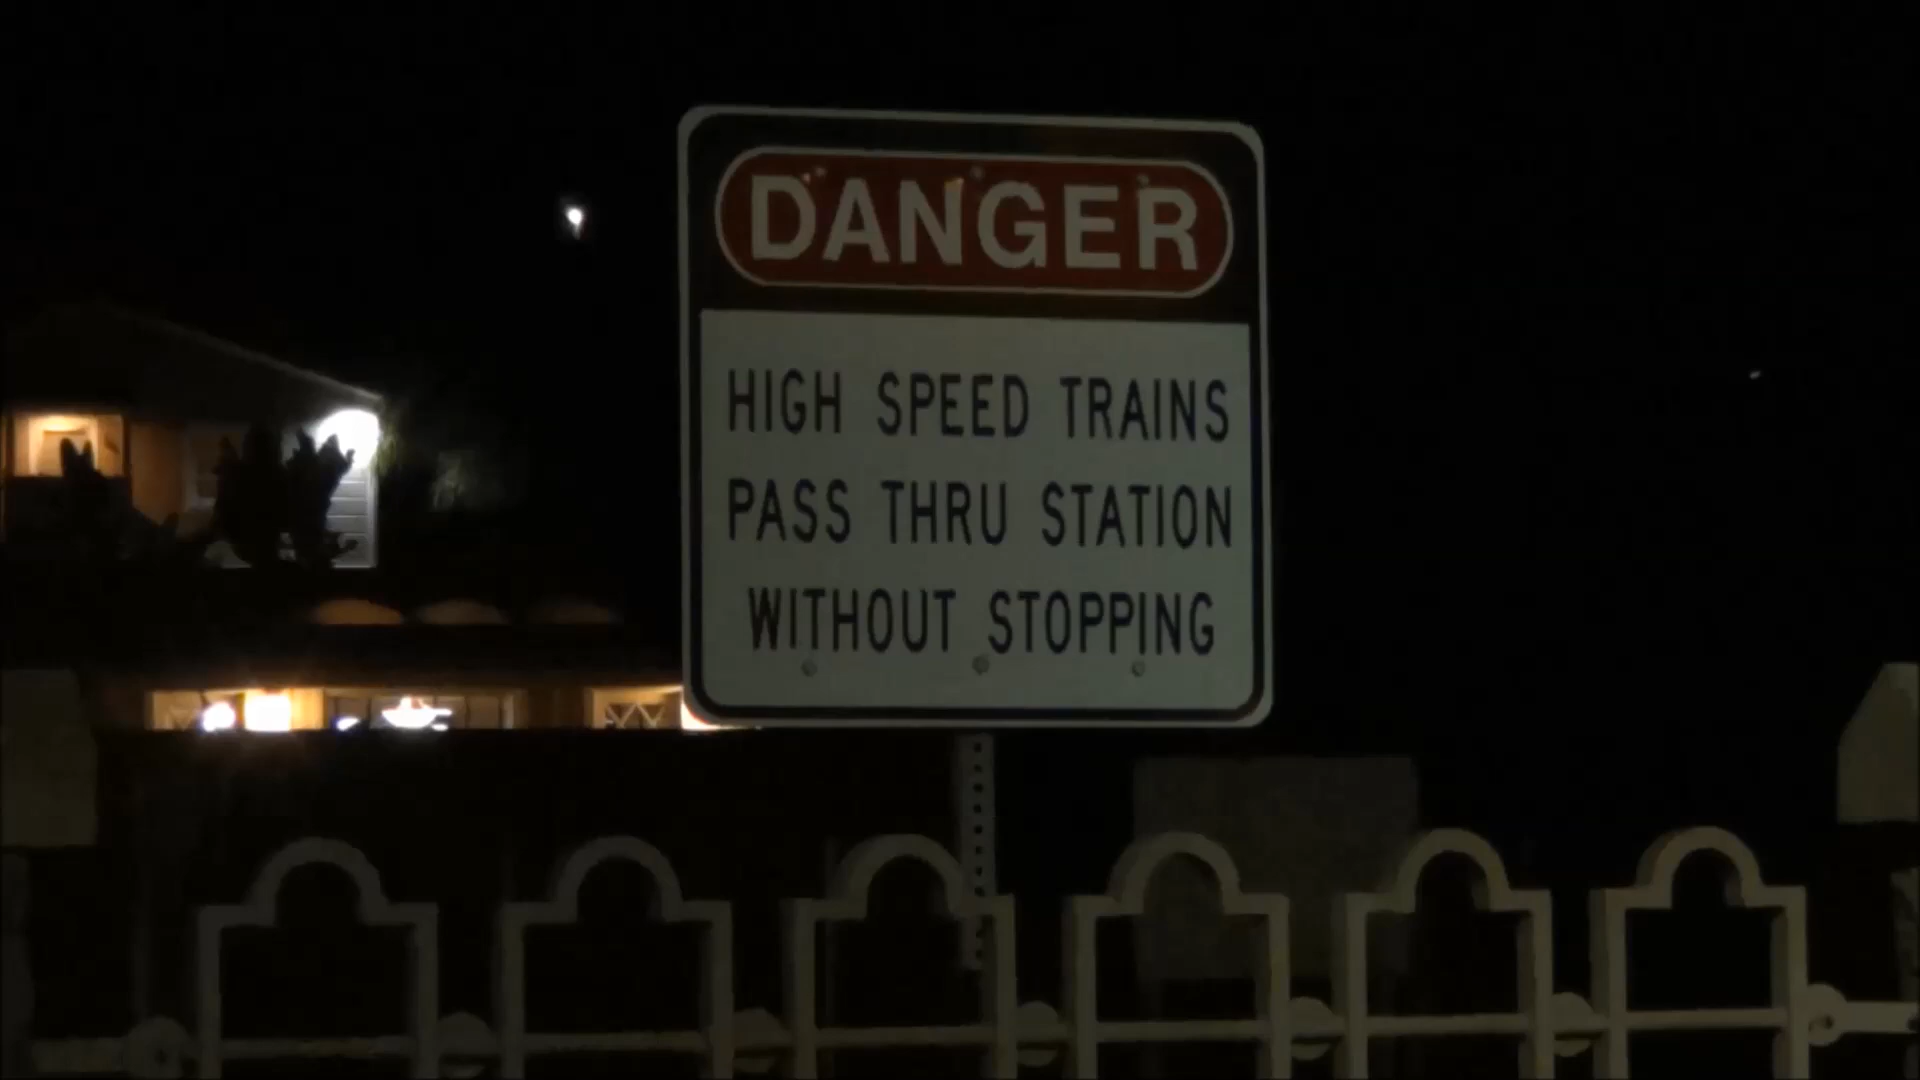 DANGER
HIGH SPEED TRAINS
PASS THRU STATION
WITHOUT STOPPING